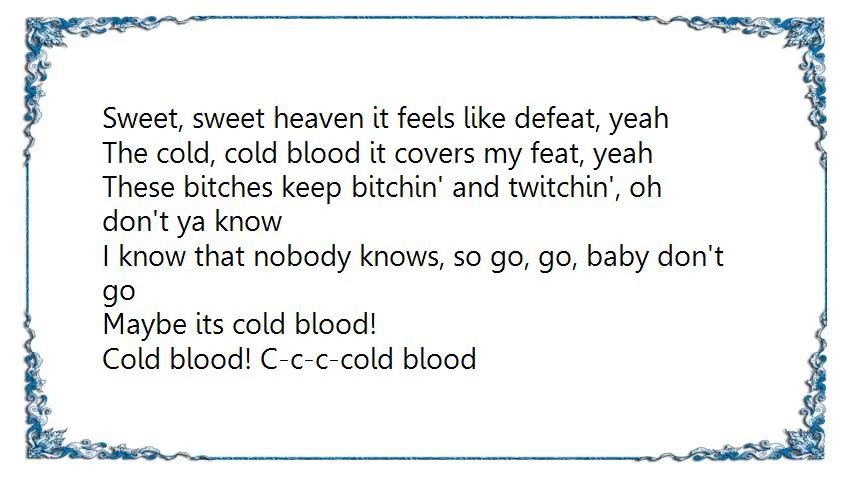 Sweet, sweet heaven it feels like defeat, yeah
The cold, cold blood it covers my feat, yeah
These bitches keep bitchin' and twitchin', oh
don't ya know
I know that nobody knows, so go, go, baby don't
go
Maybe its cold blood!
Cold blood! C-c-c-cold blood